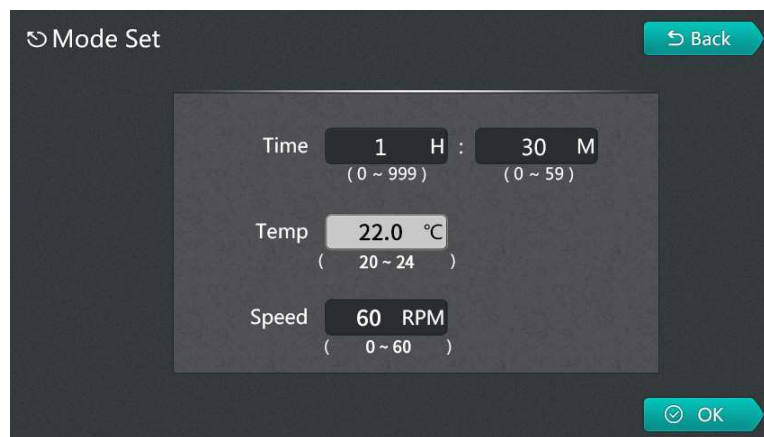 Mode Set
Back
Time 1 H : 30 M
( 0 ~ 999 ) ( 0 ~ 59 )
Temp 22.0 °C
( 20 ~ 24 )
Speed 60 RPM
( 0 ~ 60 )
OK